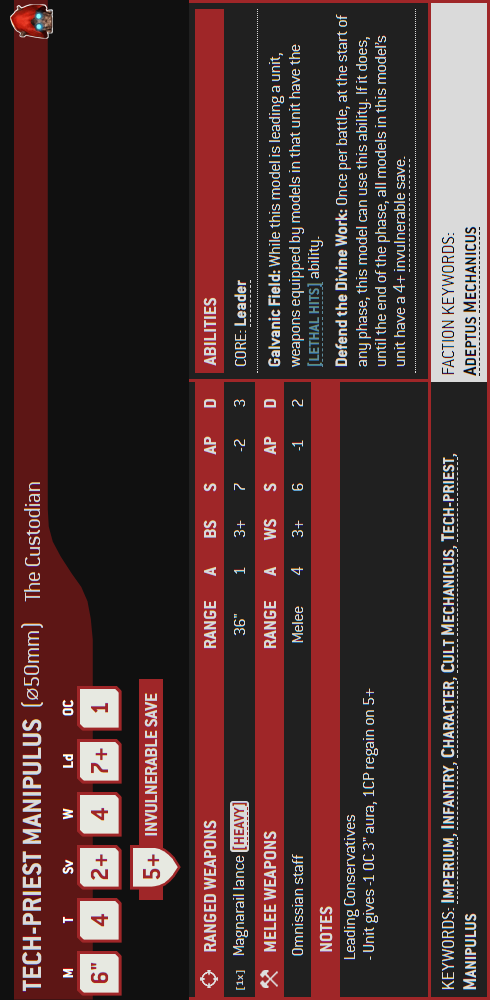 TECH-PRIEST MANIPULUS (⌀50mm) The Custodian
M T Sv W Ld OC
6" 4 2+ 4 7+ 1
5+ INVULNERABLE SAVE
RANGED WEAPONS RANGE A BS S AP D
[1x] Magnarail lance [HEAVY] 36" 1 3+ 7 -2 3
MELEE WEAPONS RANGE A WS S AP D
Omnissian staff Melee 4 3+ 6 -1 2
NOTES
Leading Conservatives
- Unit gives -1 OC 3" aura, 1CP regain on 5+
ABILITIES
CORE: Leader
Galvanic Field: While this model is leading a unit,
weapons equipped by models in that unit have the
[LETHAL HITS] ability.
Defend the Divine Work: Once per battle, at the start of
any phase, this model can use this ability. If it does,
until the end of the phase, all models in this model's
unit have a 4+ invulnerable save.
KEYWORDS: IMPERIUM, INFANTRY, CHARACTER, CULT MECHANICUS, TECH-PRIEST,
MANIPULUS
FACTION KEYWORDS:
ADEPTUS MECHANICUS